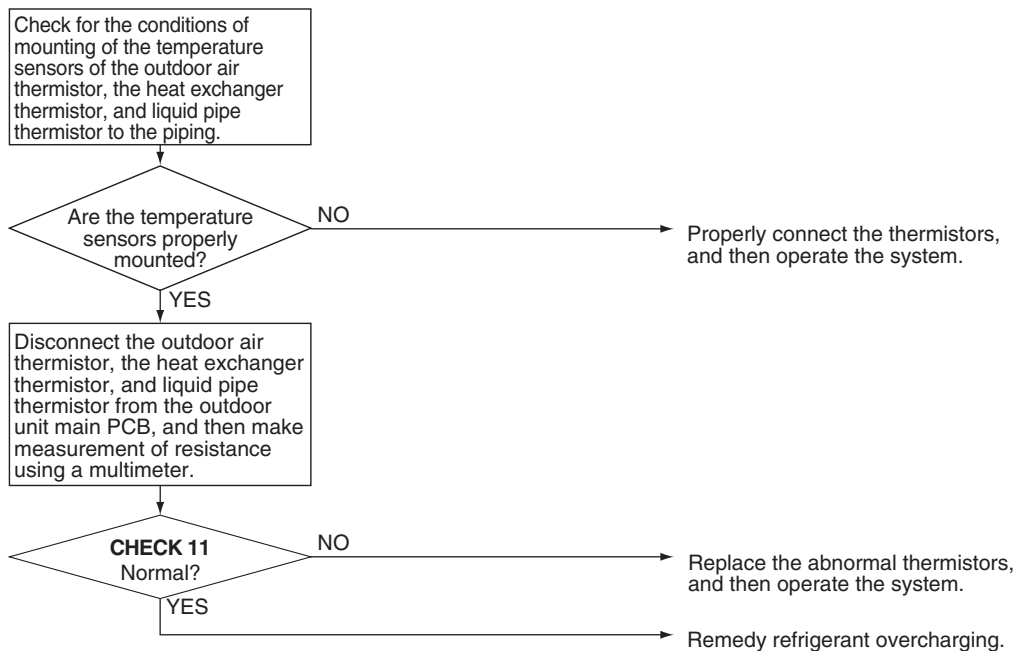 Check for the conditions of
mounting of the temperature
sensors of the outdoor air
thermistor, the heat exchanger
thermistor, and liquid pipe
thermistor to the piping.
Are the temperature
sensors properly
mounted?
NO
Properly connect the thermistors,
and then operate the system.
YES
Disconnect the outdoor air
thermistor, the heat exchanger
thermistor, and liquid pipe
thermistor from the outdoor
unit main PCB, and then make
measurement of resistance
using a multimeter.
CHECK 11
Normal?
NO
Replace the abnormal thermistors,
and then operate the system.
YES
Remedy refrigerant overcharging.